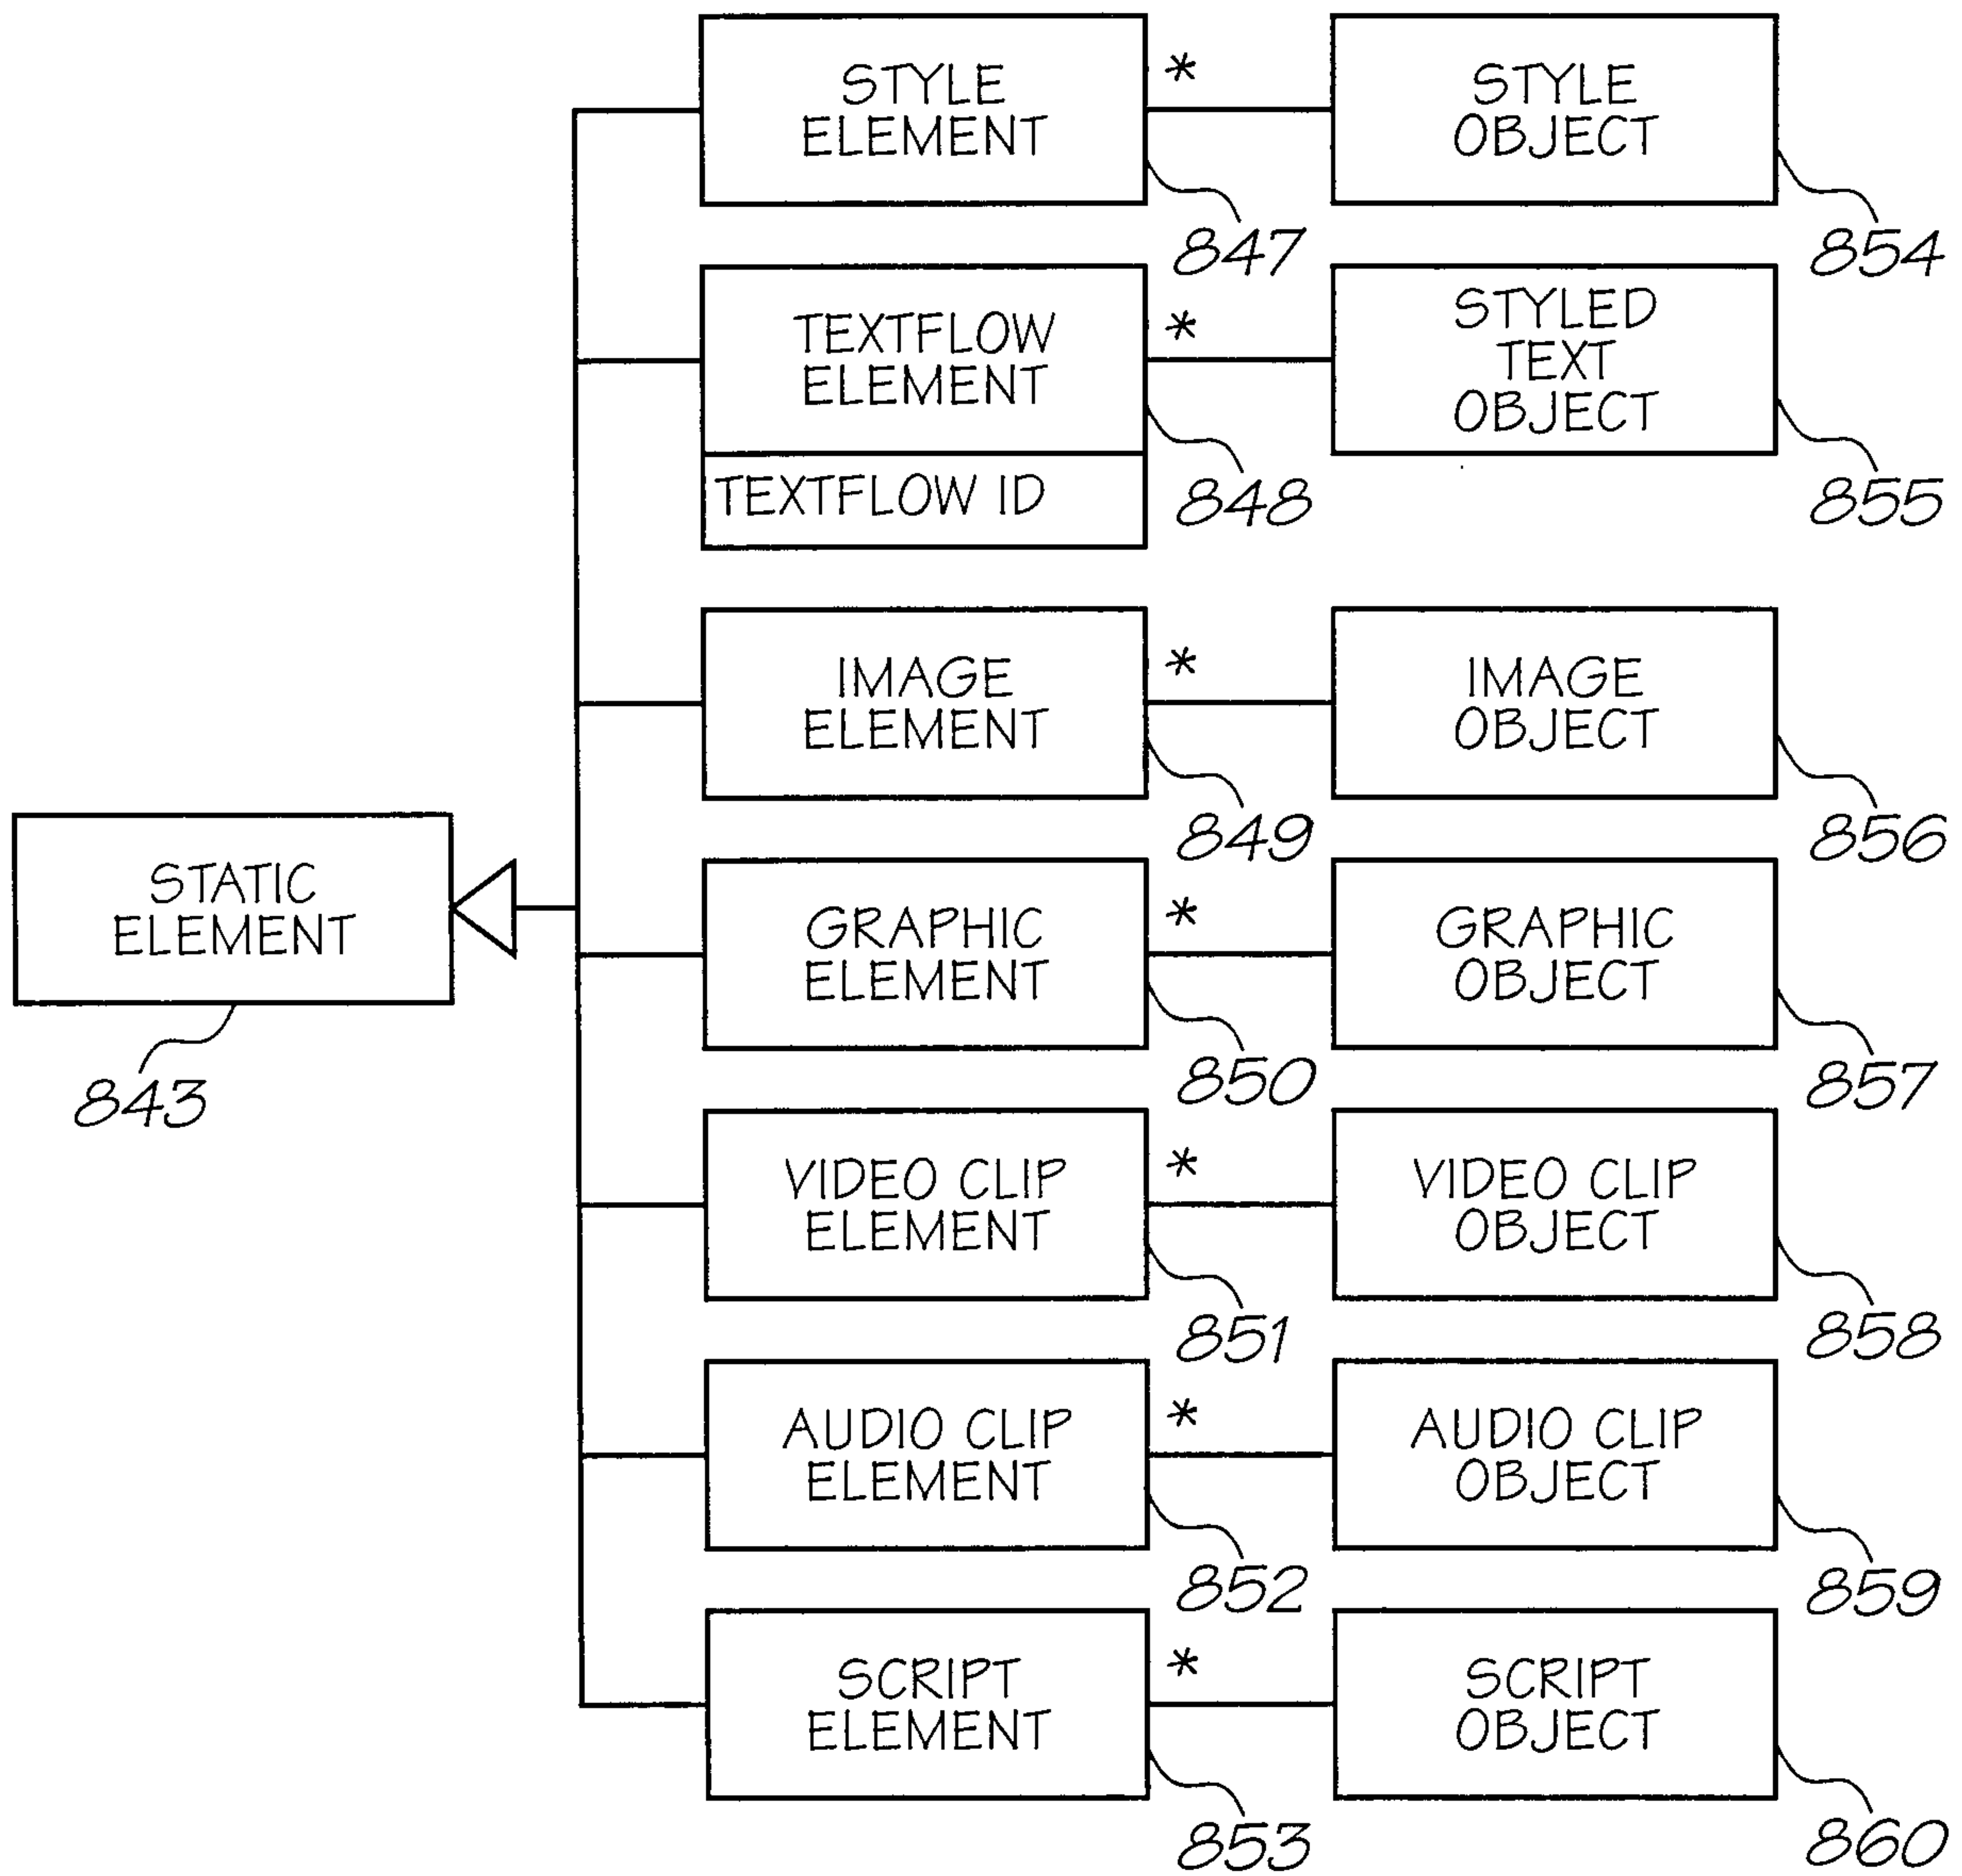 STYLE
ELEMENT
*
STYLE
OBJECT
847
854
TEXTFLOW
ELEMENT
TEXTFLOW ID
*
STYLED
TEXT
OBJECT
848
855
IMAGE
ELEMENT
*
IMAGE
OBJECT
849
856
STATIC
ELEMENT
843
GRAPHIC
ELEMENT
*
GRAPHIC
OBJECT
850
857
VIDEO CLIP
ELEMENT
*
VIDEO CLIP
OBJECT
851
858
AUDIO CLIP
ELEMENT
*
AUDIO CLIP
OBJECT
852
859
SCRIPT
ELEMENT
*
SCRIPT
OBJECT
853
860